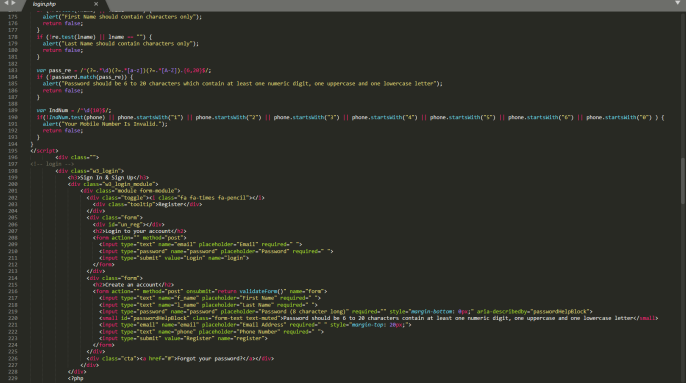 login.php
175 alert("First Name should contain characters only");
176 return false;
177 }
178 if (!re.test(lname) || lname == "") {
179 alert("Last Name should contain characters only");
180 return false;
181 }
182
183 var pass_re =
184 if (!password.match(pass_re)) {
185 alert("Password should be 6 to 20 characters which contain at least one numeric digit, one uppercase and one lowercase letter");
186 return false;
187 }
188
189 var IndNum = /^\d{10}$/;
190 if(!IndNum.test(phone) || phone.startsWith("1") || phone.startsWith("2") || phone.startsWith("3") || phone.startsWith("4") || phone.startsWith("5") || phone.startsWith("6") || phone.startsWith("0") ) {
191 alert("Your Mobile Number Is Invalid.");
192 return false;
193 }
194 }
195 </script>
196 <div class="">
197 <!-- login -->
198 <div class="w3_login">
199 <h3>Sign In & Sign Up</h3>
200 <div class="w3_login_module">
201 <div class="module form-module">
202 <div class="toggle"><i class="fa fa-times fa-pencil"></i>
203 <div class="tooltip">Register</div>
204 </div>
205 <div class="form">
206 <div id="un_reg"></div>
207 <h2>Login to your account</h2>
208 <form action="" method="post">
209 <input type="text" name="email" placeholder="Email" required=" ">
210 <input type="password" name="password" placeholder="Password" required=" ">
211 <input type="submit" value="Login" name="login">
212 </form>
213 </div>
214 <div class="form">
215 <h2>Create an account</h2>
216 <form action="" method="post" onsubmit="return validateForm()" name="form">
217 <input type="text" name="f_name" placeholder="First Name" required=" ">
218 <input type="text" name="l_name" placeholder="Last Name" required=" ">
219 <input type="password" name="password" placeholder="Password (8 character long)" required="" style="margin-bottom: 0px;" aria-describedby="passwordHelpBlock">
220 <small id="passwordHelpBlock" class="form-text text-muted">Password should be 6 to 20 characters contain at least one numeric digit, one uppercase and one lowercase letter</small>
221 <input type="email" name="email" placeholder="Email Address" required=" " style="margin-top: 20px;">
222 <input type="text" name="phone" placeholder="Phone Number" required=" ">
223 <input type="submit" value="Register" name="register">
224 </form>
225 </div>
226 <div class="cta"><a href="#">Forgot your password?</a></div>
227 </div>
228 </div>
229 <?php